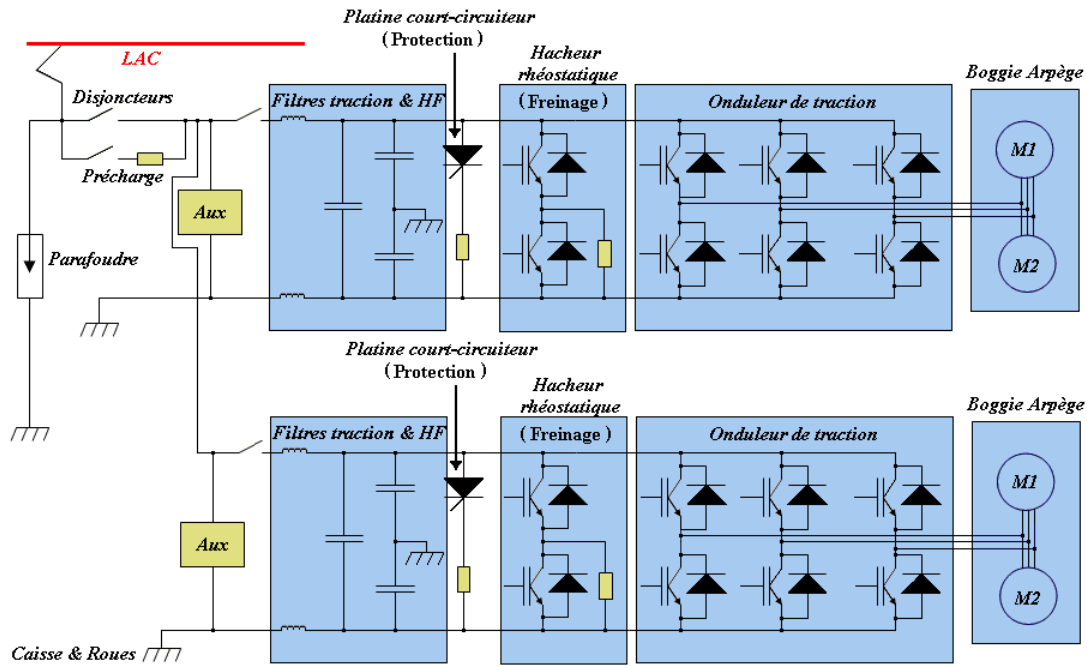 Platine court-circuiteur
( Protection )
LAC
Hacheur
rhéostatique
( Freinage )
Boggie Arpège
Disjoncteurs
Filtres traction & HF
Onduleur de traction
M1
Précharge
Aux
Parafoudre
M2
Platine court-circuiteur
( Protection )
Hacheur
rhéostatique
( Freinage )
Boggie Arpège
Filtres traction & HF
Onduleur de traction
M1
Aux
M2
Caisse & Roues